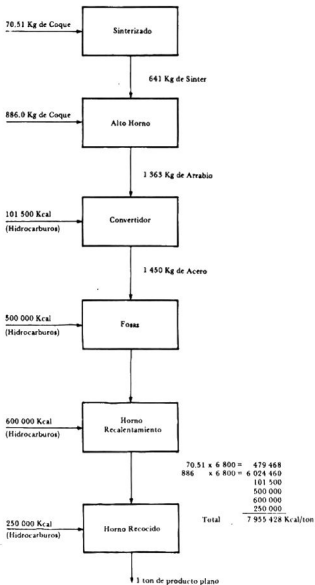 70.51 Kg de Coque
Sinterizado
641 Kg de Sinter
886.0 Kg de Coque
Alto Horno
1 363 Kg de Arrabio
101 500 Kcal
(Hidrocarburos)
Convertidor
1 450 Kg de Acero
500 000 Kcal
(Hidrocarburos)
Fosas
600 000 Kcal
(Hidrocarburos)
Horno
Recalentamiento
70.51 x 6 800 = 479 468
886 x 6 800 = 6 024 460
101 500
500 000
600 000
250 000
Total 7 955 428 Kcal/ton
250 000 Kcal
(Hidrocarburos)
Horno Recocido
1 ton de producto plano